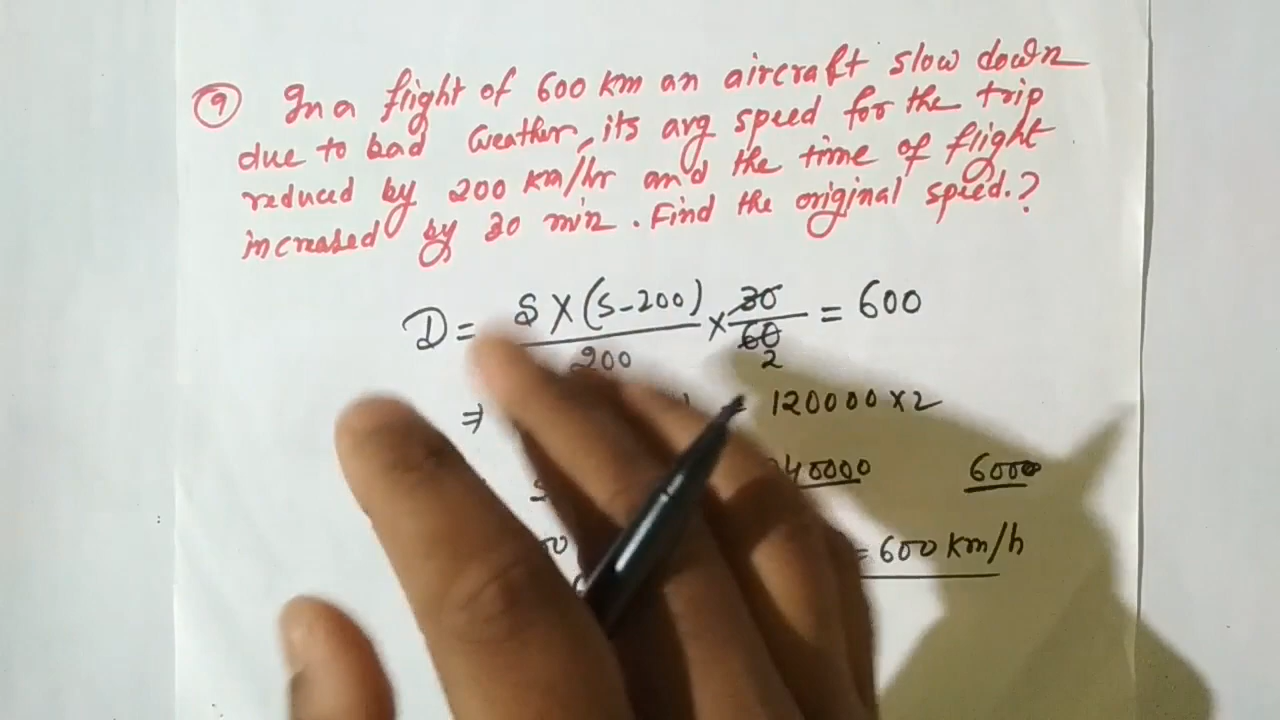 9 In a flight of 600 km an aircraft slow down
due to bad weather, its avg speed for the trip
reduced by 200 km/hr and the time of flight
increased by 30 min. Find the original speed.?
D = S X (S-200) / 200 x 30/60 2 = 600
⇒ = 120000 x 2
40000 6000
= 600 km/h